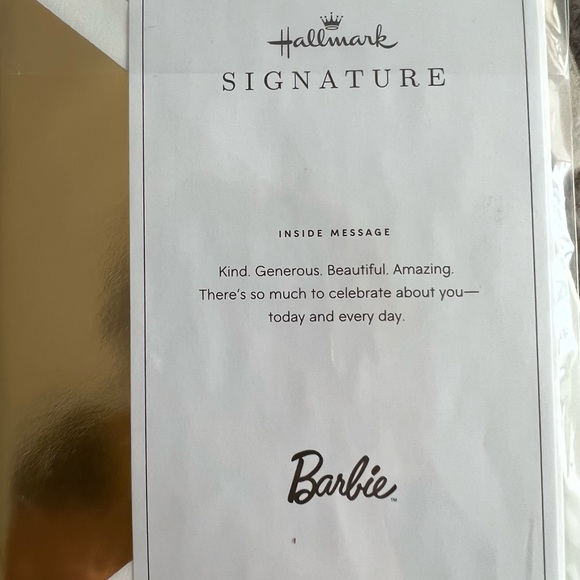 Hallmark
SIGNATURE
INSIDE MESSAGE
Kind. Generous. Beautiful. Amazing.
There's so much to celebrate about you—
today and every day.
Barbie™